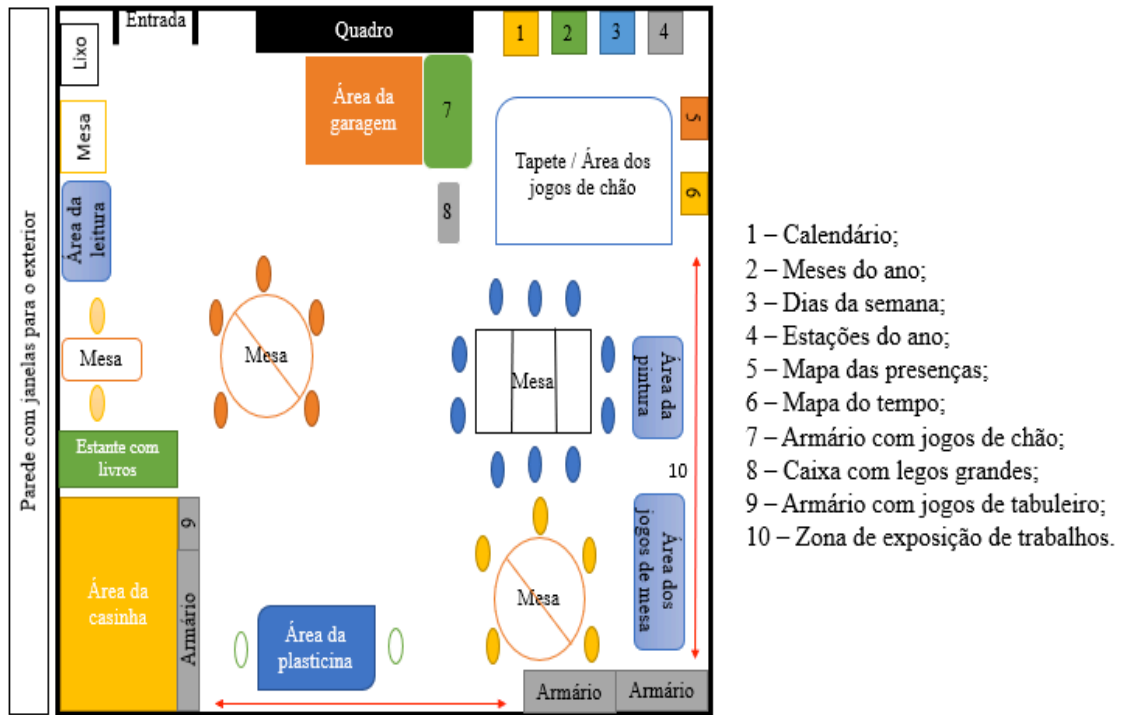 Parede com janelas para o exterior
Lixo
Entrada
Quadro
1
2
3
4
Mesa
Área da
garagem
7
Tapete / Área dos
jogos de chão
5
6
8
Área da
leitura
Mesa
Mesa
Mesa
Área da
pintura
Estante com
livros
10
9
Área da
casinha
Armário
Área da
plasticina
Mesa
Área dos
jogos de mesa
Armário
Armário
1 – Calendário;
2 – Meses do ano;
3 – Dias da semana;
4 – Estações do ano;
5 – Mapa das presenças;
6 – Mapa do tempo;
7 – Armário com jogos de chão;
8 – Caixa com legos grandes;
9 – Armário com jogos de tabuleiro;
10 – Zona de exposição de trabalhos.